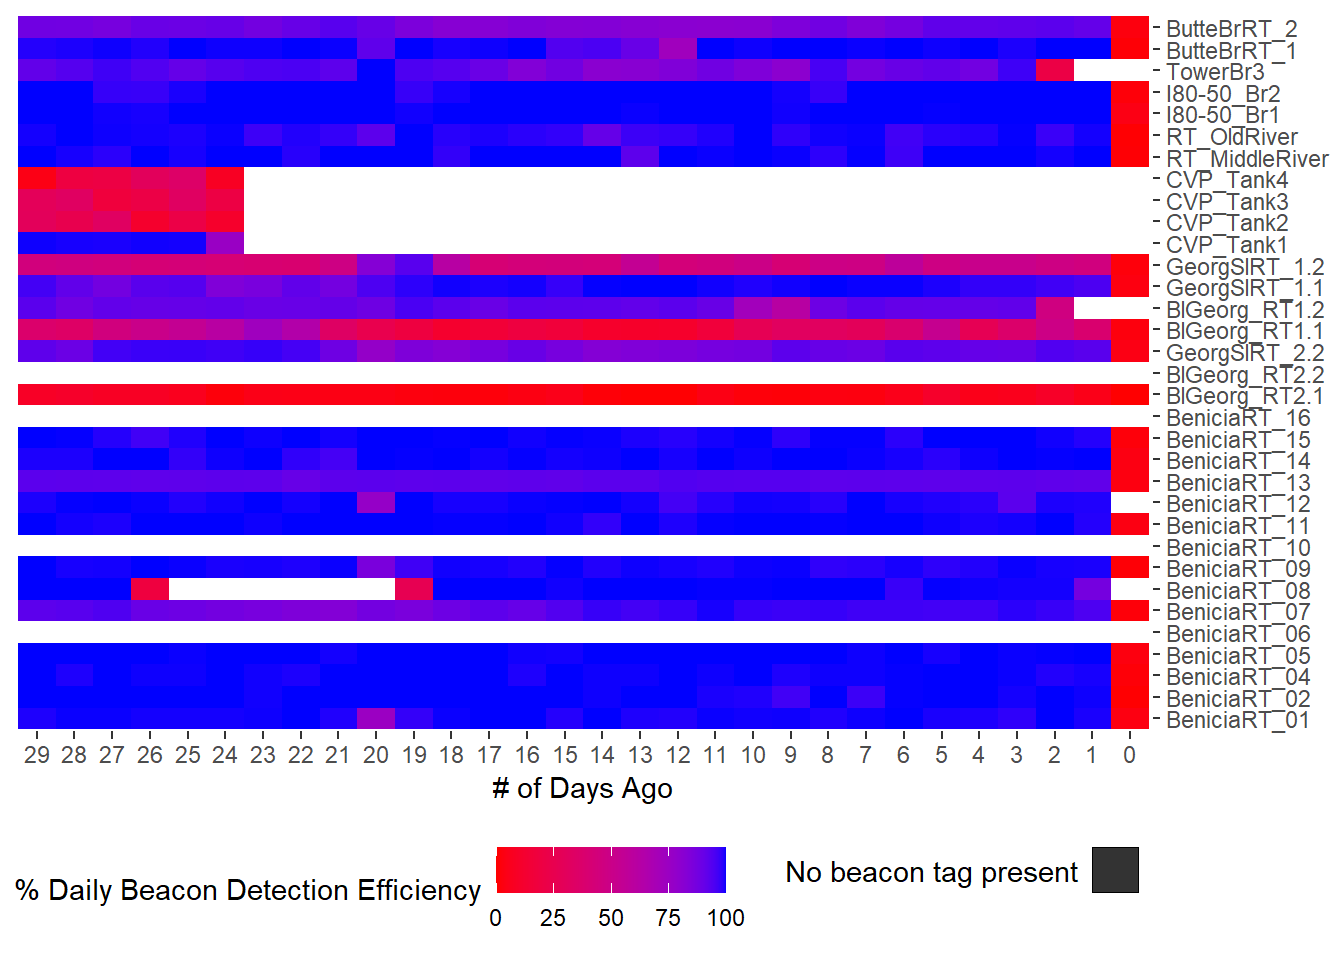 ButteBrRT_2
ButteBrRT_1
TowerBr3
I80-50_Br2
I80-50_Br1
RT_OldRiver
RT_MiddleRiver
CVP_Tank4
CVP_Tank3
CVP_Tank2
CVP_Tank1
GeorgSlRT_1.2
GeorgSlRT_1.1
BlGeorg_RT1.2
BlGeorg_RT1.1
GeorgSlRT_2.2
BlGeorg_RT2.2
BlGeorg_RT2.1
BeniciaRT_16
BeniciaRT_15
BeniciaRT_14
BeniciaRT_13
BeniciaRT_12
BeniciaRT_11
BeniciaRT_10
BeniciaRT_09
BeniciaRT_08
BeniciaRT_07
BeniciaRT_06
BeniciaRT_05
BeniciaRT_04
BeniciaRT_02
BeniciaRT_01
29 28 27 26 25 24 23 22 21 20 19 18 17 16 15 14 13 12 11 10 9 8 7 6 5 4 3 2 1 0
# of Days Ago
% Daily Beacon Detection Efficiency
0 25 50 75 100
No beacon tag present